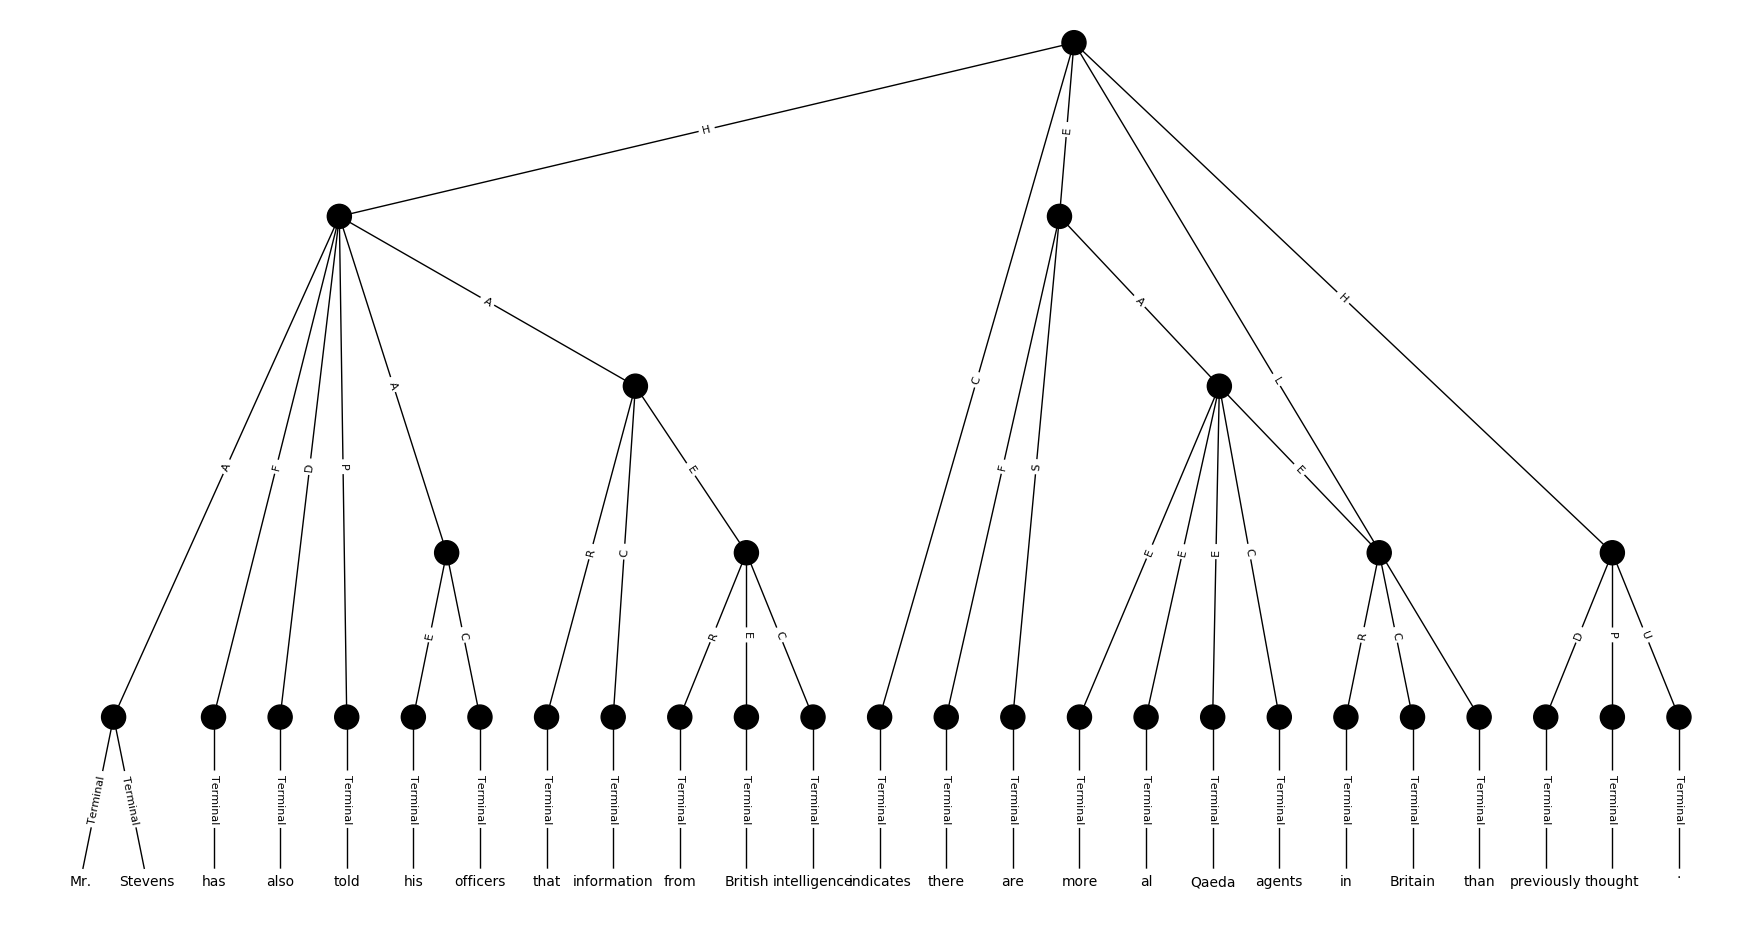 H
E
A
A
C
L
H
A
A
F
D
P
E
F
S
E
R
C
E
E
E
C
E
C
R
E
C
R
C
D
P
U
Terminal Terminal Terminal Terminal Terminal Terminal Terminal Terminal Terminal Terminal Terminal Terminal Terminal Terminal Terminal Terminal Terminal Terminal Terminal Terminal Terminal Terminal Terminal Terminal Terminal
Mr. Stevens has also told his officers that information from British intelligence indicates there are more al Qaeda agents in Britain than previously thought .